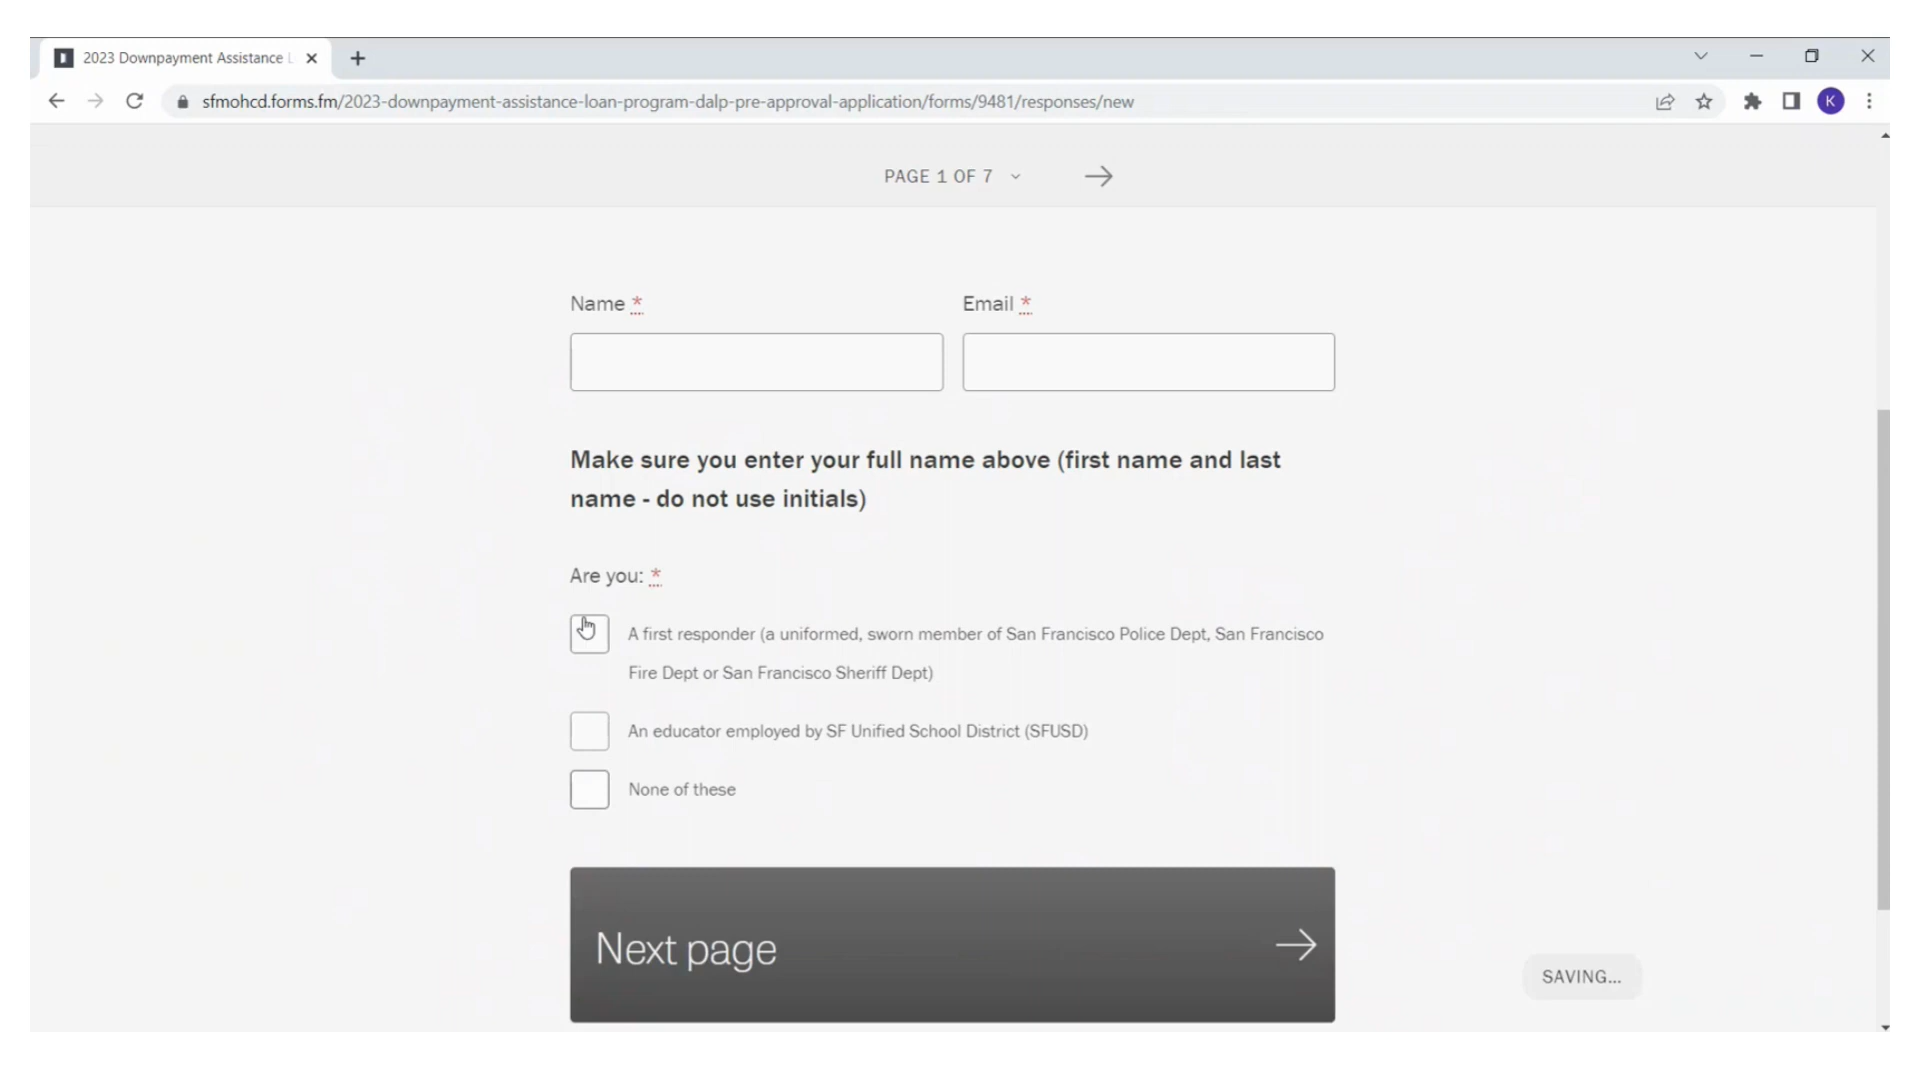 2023 Downpayment Assistance L
sfmohcd.forms.fm/2023-downpayment-assistance-loan-program-dalp-pre-approval-application/forms/9481/responses/new
K
PAGE 1 OF 7
Name *
Email *
Make sure you enter your full name above (first name and last
name - do not use initials)
Are you: *
A first responder (a uniformed, sworn member of San Francisco Police Dept, San Francisco
Fire Dept or San Francisco Sheriff Dept)
An educator employed by SF Unified School District (SFUSD)
None of these
Next page
SAVING...